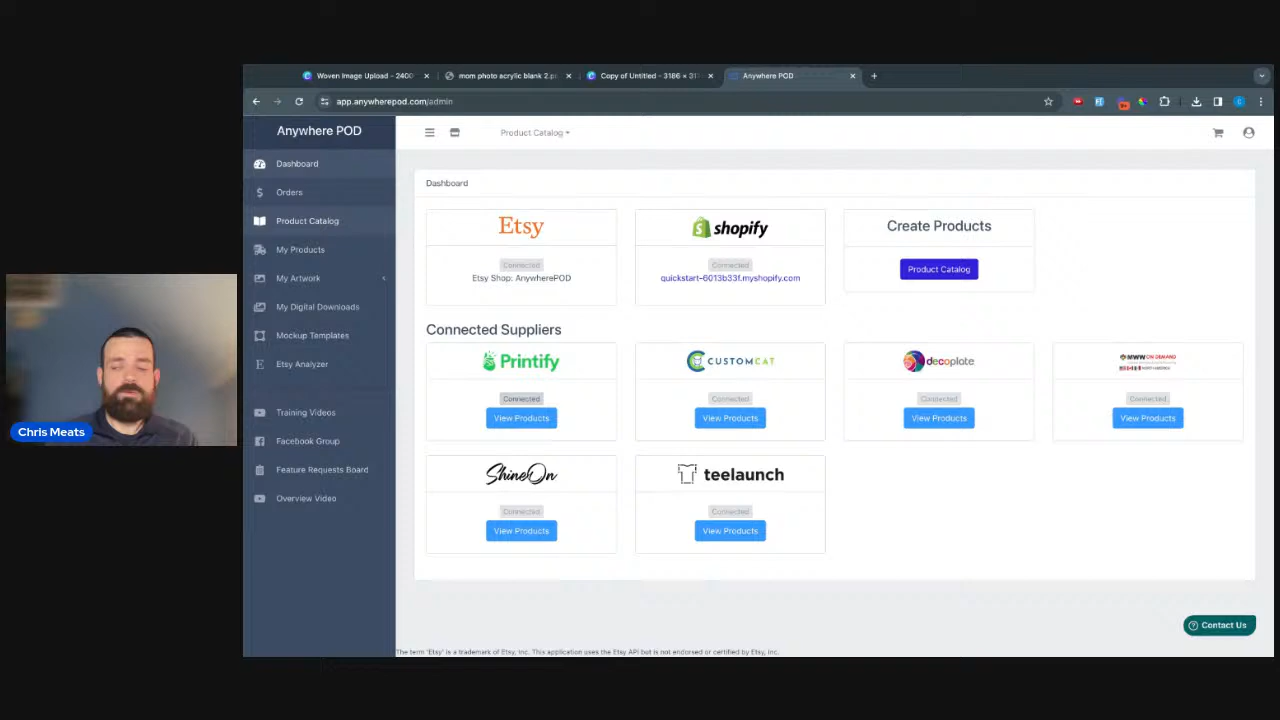 Woven Image Upload - 2400
mom photo acrylic blank 2.p
Copy of Untitled - 3186 × 31
Anywhere POD
app.anywherepod.com/admin
Anywhere POD
Product Catalog
Dashboard
Orders
Product Catalog
My Products
My Artwork
My Digital Downloads
Mockup Templates
Etsy Analyzer
Training Videos
Facebook Group
Feature Requests Board
Overview Video
Dashboard
Etsy
Connected
Etsy Shop: AnywherePOD
shopify
Connected
quickstart-6013b33f.myshopify.com
Create Products
Product Catalog
Connected Suppliers
Printify
Connected
View Products
CUSTOMCAT
Connected
View Products
decoplate
Connected
View Products
MWW ON DEMAND
Connected
View Products
ShineOn
Connected
View Products
teelaunch
Connected
View Products
Contact Us
The term 'Etsy' is a trademark of Etsy, Inc. This application uses the Etsy API but is not endorsed or certified by Etsy, Inc.
Chris Meats